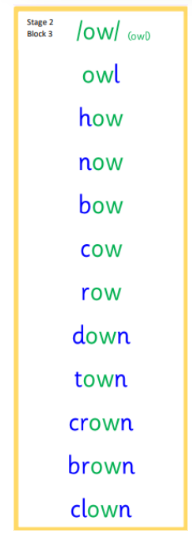 Stage 2
Block 3
/ow/ (owl)
owl
how
now
bow
cow
row
down
town
crown
brown
clown